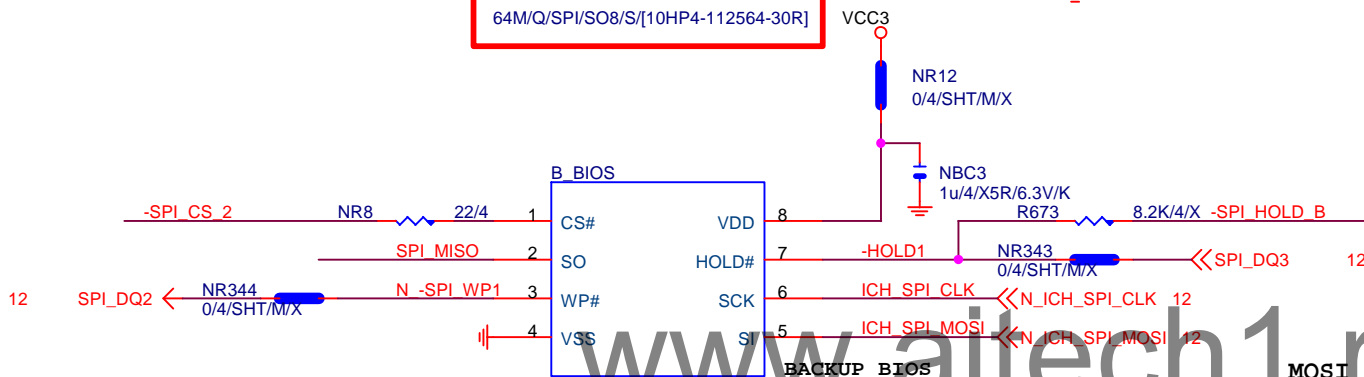 64M/Q/SPI/SO8/S/[10HP4-112564-30R]
VCC3
NR12
0/4/SHT/M/X
B_BIOS
NBC3
1u/4/X5R/6.3V/K
-SPI_CS_2
NR8
22/4
1
CS#
VDD
8
R673
8.2K/4/X
-SPI_HOLD_B
SPI_MISO
2
SO
HOLD#
7
-HOLD1
NR343
0/4/SHT/M/X
SPI_DQ3
12
12
SPI_DQ2
NR344
0/4/SHT/M/X
N_-SPI_WP1
3
WP#
SCK
6
ICH_SPI_CLK
N_ICH_SPI_CLK
12
4
VSS
SI
5
ICH_SPI_MOSI
N_ICH_SPI_MOSI
12
www.aitech1.r
BACKUP BIOS
MOSI